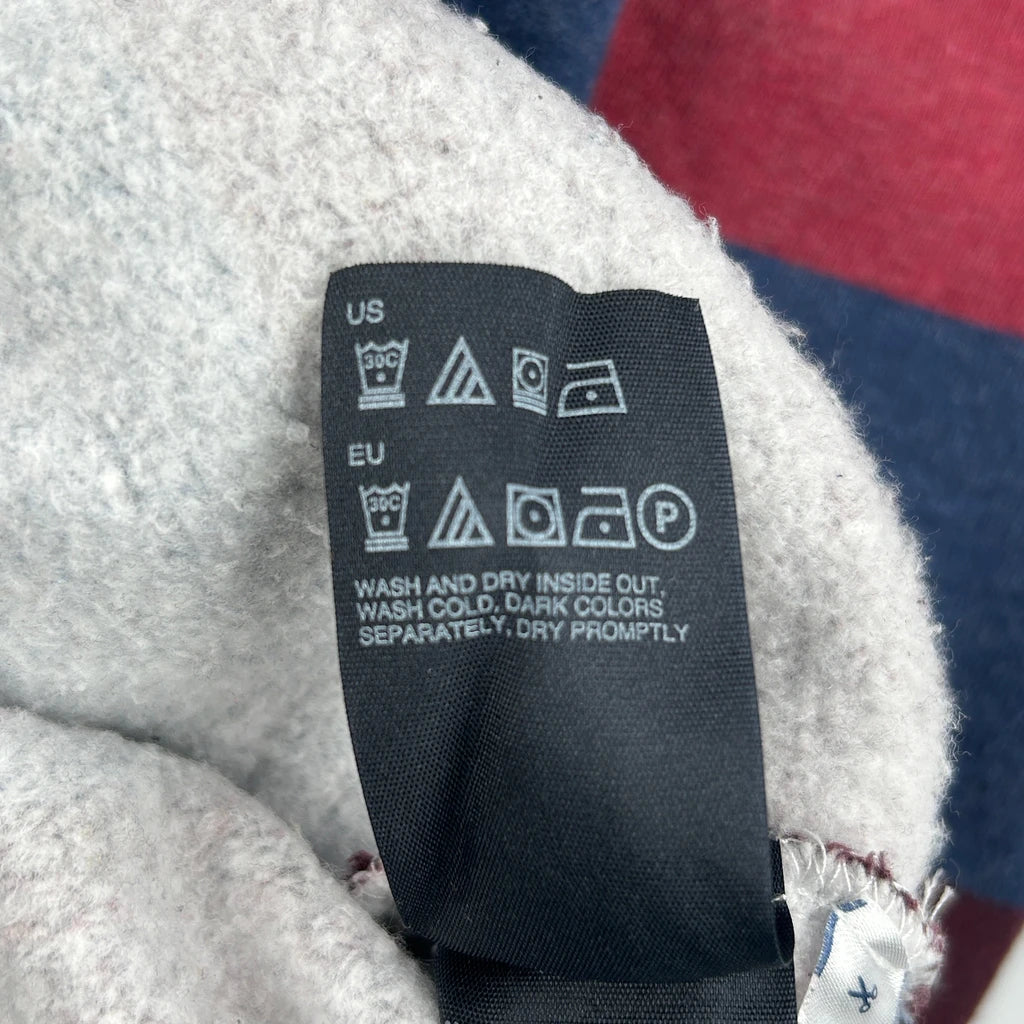 US
30C
EU
30C P
WASH AND DRY INSIDE OUT,
WASH COLD, DARK COLORS
SEPARATELY, DRY PROMPTLY